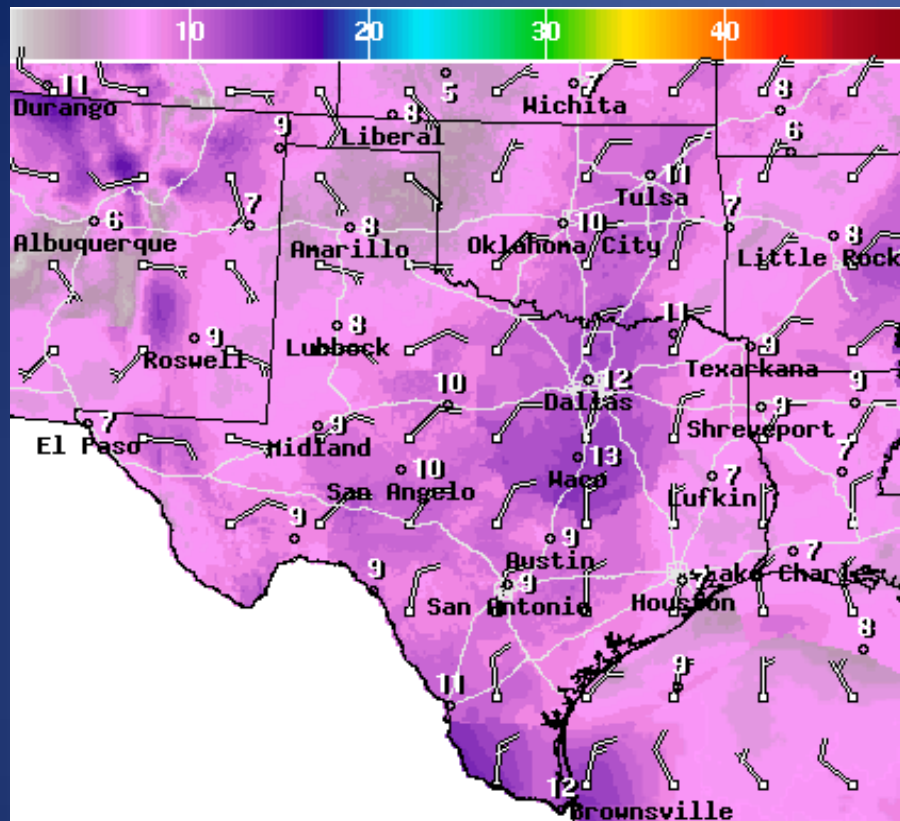 10 20 30 40
11 5 7 8
Durango Wichita
9 Liberal 8 6
11
Tulsa
6 7 8 10 7 8
Albuquerque Amarillo Oklahoma City Little Rock
9 8 11 9
Roswell Lubbock Texarkana
10 12
Dallas
7 9 9 9
El Paso Midland Shreveport
10 13 7 7
San Angelo Waco Lufkin
9 9 7
Austin
9 9 7 Lake Charles
San Antonio Houston
8
11 9
12
Brownsville